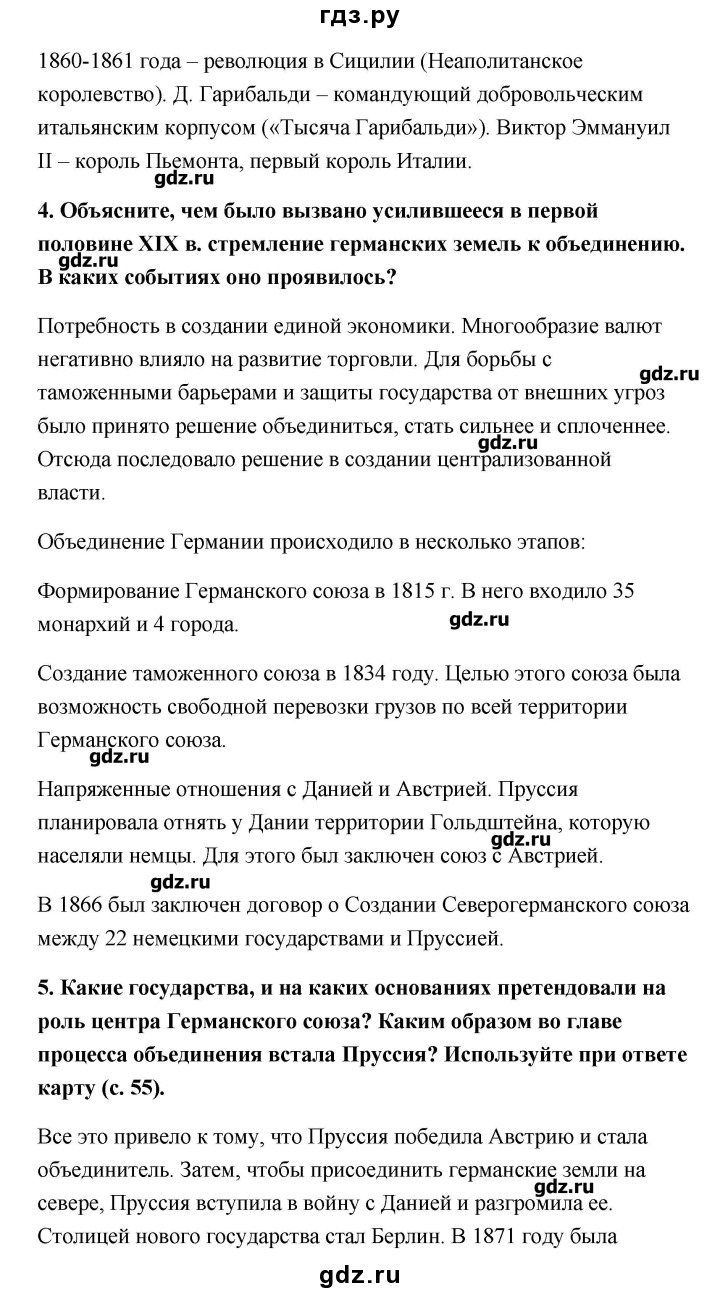 гдз.ру
1860-1861 года – революция в Сицилии (Неаполитанское
королевство). Д. Гарибальди – командующий добровольческим
итальянским корпусом («Тысяча Гарибальди»). Виктор Эммануил
II – король Пьемонта, первый король Италии.
gdz.ru
4. Объясните, чем было вызвано усилившееся в первой
половине XIX в. стремление германских земель к объединению.
gdz.ru
В каких событиях оно проявилось?
Потребность в создании единой экономики. Многообразие валют
негативно влияло на развитие торговли. Для борьбы с
gdz.ru
таможенными барьерами и защиты государства от внешних угроз
было принято решение объединиться, стать сильнее и сплоченнее.
gdz.ru
Отсюда последовало решение в создании централизованной
власти.
Объединение Германии происходило в несколько этапов:
Формирование Германского союза в 1815 г. В него входило 35
gdz.ru
монархий и 4 города.
Создание таможенного союза в 1834 году. Целью этого союза была
возможность свободной перевозки грузов по всей территории
Германского союза.
gdz.ru
Напряженные отношения с Данией и Австрией. Пруссия
планировала отнять у Дании территории Гольдштейна, которую
gdz.ru
населяли немцы. Для этого был заключен союз с Австрией.
gdz.ru
В 1866 был заключен договор о Создании Северогерманского союза
между 22 немецкими государствами и Пруссией.
5. Какие государства, и на каких основаниях претендовали на
роль центра Германского союза? Каким образом во главе
процесса объединения встала Пруссия? Используйте при ответе
карту (с. 55).
Все это привело к тому, что Пруссия победила Австрию и стала
объединитель. Затем, чтобы присоединить германские земли на
gdz.ru
севере, Пруссия вступила в войну с Данией и разгромила ее.
Столицей нового государства стал Берлин. В 1871 году была
gdz.ru